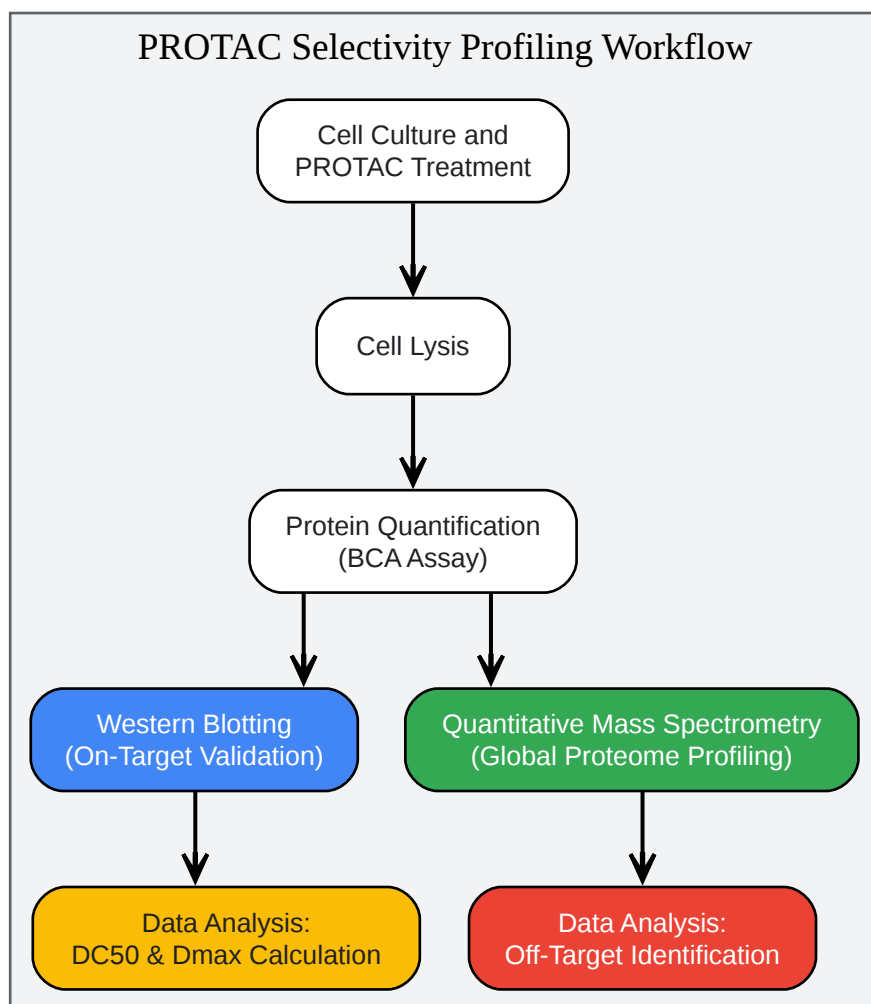 PROTAC Selectivity Profiling Workflow
Cell Culture and
PROTAC Treatment
Cell Lysis
Protein Quantification
(BCA Assay)
Western Blotting
(On-Target Validation)
Quantitative Mass Spectrometry
(Global Proteome Profiling)
Data Analysis:
DC50 & Dmax Calculation
Data Analysis:
Off-Target Identification